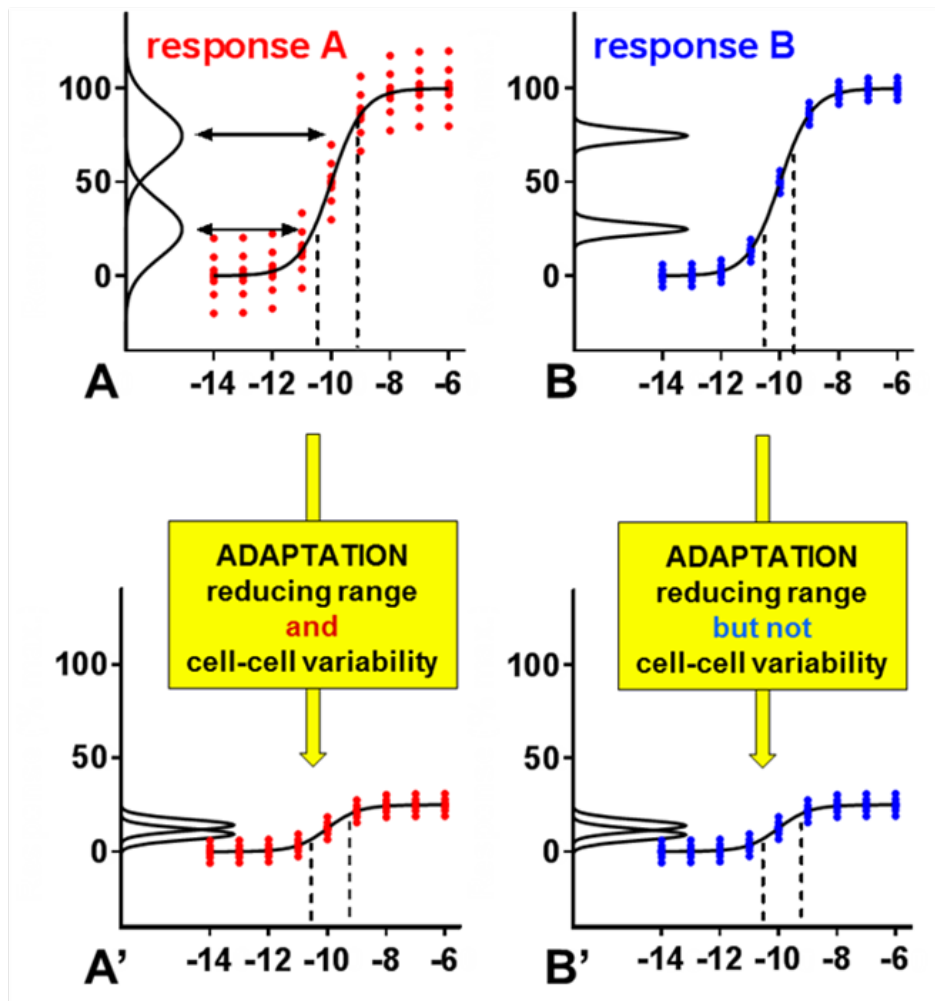 response A
response B
100
50
0
-14 -12 -10 -8 -6
A
100
50
0
-14 -12 -10 -8 -6
B
ADAPTATION
reducing range
and
cell-cell variability
ADAPTATION
reducing range
but not
cell-cell variability
100
50
0
-14 -12 -10 -8 -6
A’
100
50
0
-14 -12 -10 -8 -6
B’